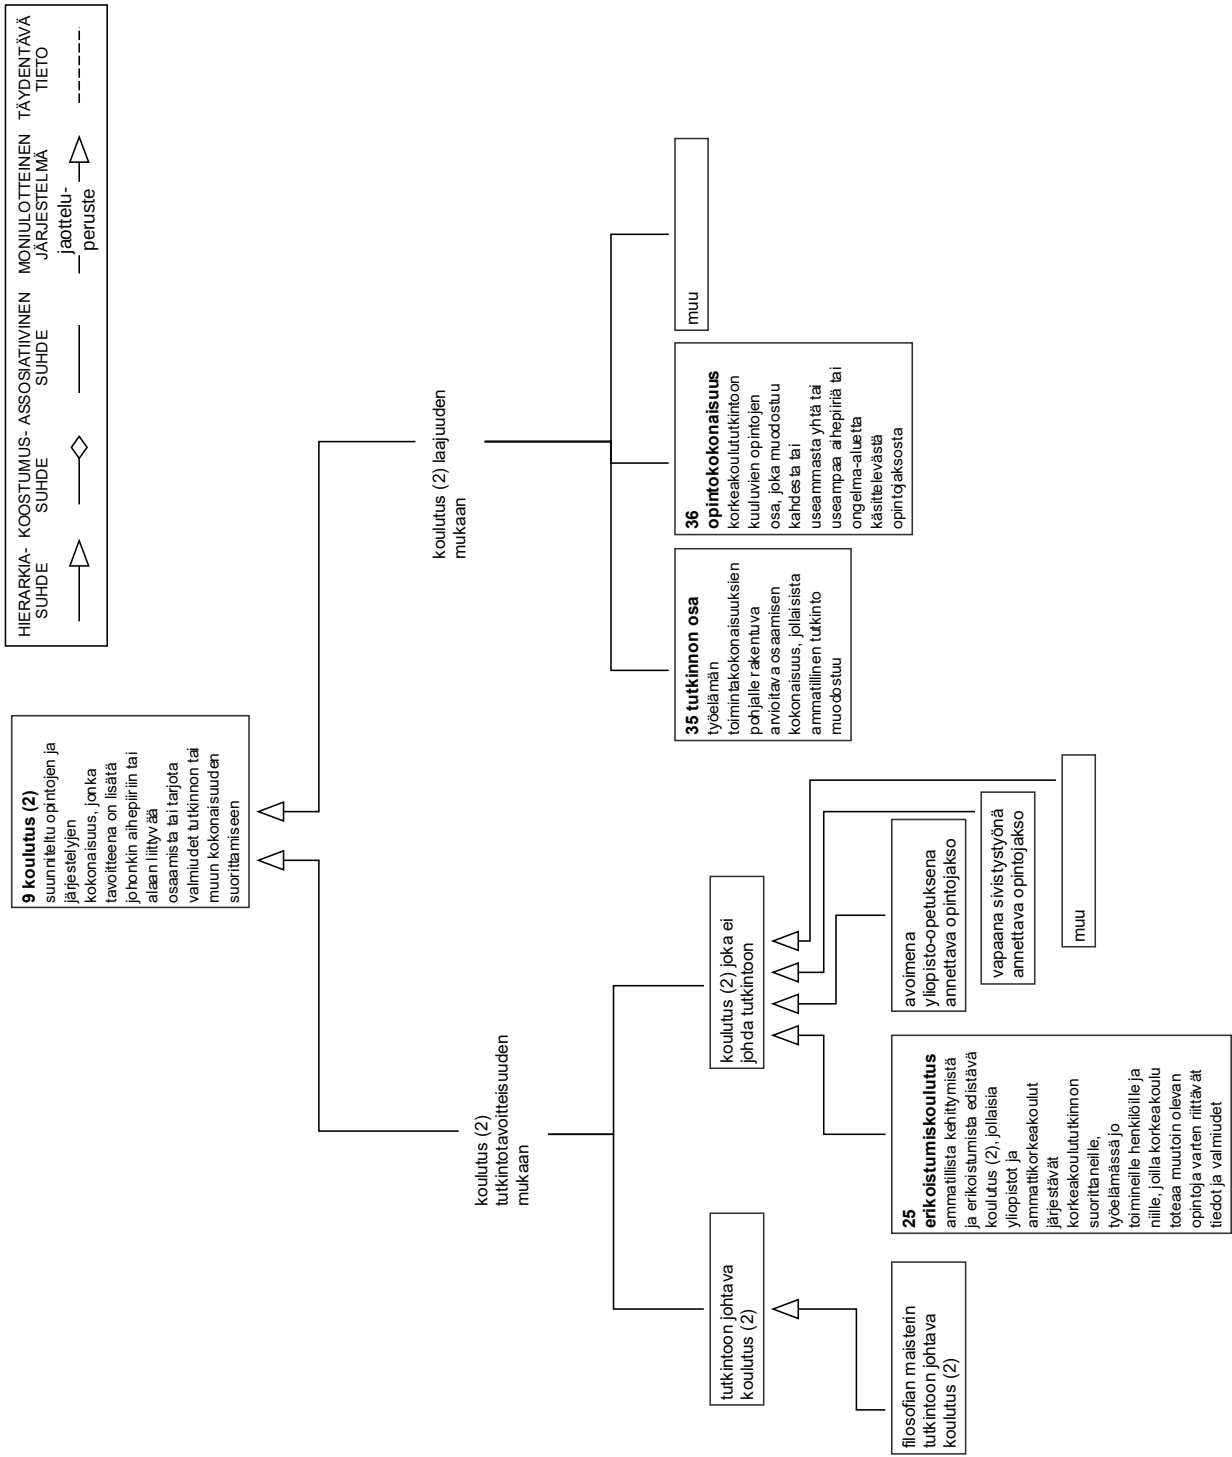 HIERARKIA- KOOSTUMUS- ASSOSIATIIVINEN MONIULOTTEINEN TÄYDENTÄVÄ
SUHDE SUHDE SUHDE JÄRJESTELMÄ TIETO
jaottelu-
peruste
9 koulutus (2)
suunniteltu opintojen ja
järjestelyjen
kokonaisuus, jonka
tavoitteena on lisätä
johonkin aihepiiriin tai
alaan liittyvää
osaamista tai tarjota
valmiudet tutkinnon tai
muun kokonaisuuden
suorittamiseen
koulutus (2)
tutkintotavoitteisuuden
mukaan
koulutus (2) laajuuden
mukaan
tutkintoon johtava
koulutus (2)
koulutus (2) joka ei
johda tutkintoon
filosofian maisterin
tutkintoon johtava
koulutus (2)
25
erikoistumiskoulutus
ammatillista kehittymistä
ja erikoistumista edistävä
koulutus (2), jollaisia
yliopistot ja
ammattikorkeakoulut
järjestävät
korkeakoulututkinnon
suorittaneille,
työelämässä jo
toimineille henkilöille ja
niille, joilla korkeakoulu
toteaa muutoin olevan
opintoja varten riittävät
tiedot ja valmiudet
avoimena
yliopisto-opetuksena
annettava opintojakso
vapaana sivistystyönä
annettava opintojakso
muu
35 tutkinnon osa
työelämän
toimintakokonaisuuksien
pohjalle rakentuva
arvioitava osaamisen
kokonaisuus, jollaisista
ammatillinen tutkinto
muodostuu
36
opintokokonaisuus
korkeakoulututkintoon
kuuluvien opintojen
osa, joka muodostuu
kahdesta tai
useammasta yhtä tai
useampaa aihepiiriä tai
ongelma-aluetta
käsittelevästä
opintojaksosta
muu